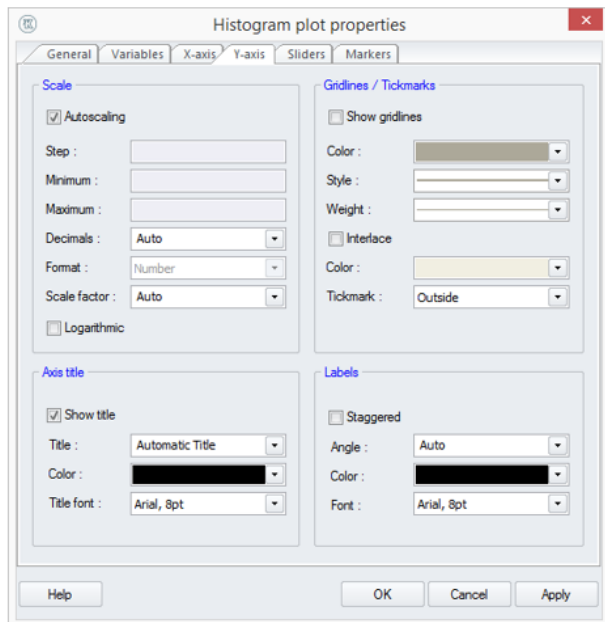 Histogram plot properties
General Variables X-axis Y-axis Sliders Markers
Scale
Autoscaling
Step :
Minimum :
Maximum :
Decimals : Auto
Format : Number
Scale factor : Auto
Logarithmic
Gridlines / Tickmarks
Show gridlines
Color :
Style :
Weight :
Interlace
Color :
Tickmark : Outside
Axis title
Show title
Title : Automatic Title
Color :
Title font : Arial, 8pt
Labels
Staggered
Angle : Auto
Color :
Font : Arial, 8pt
Help OK Cancel Apply